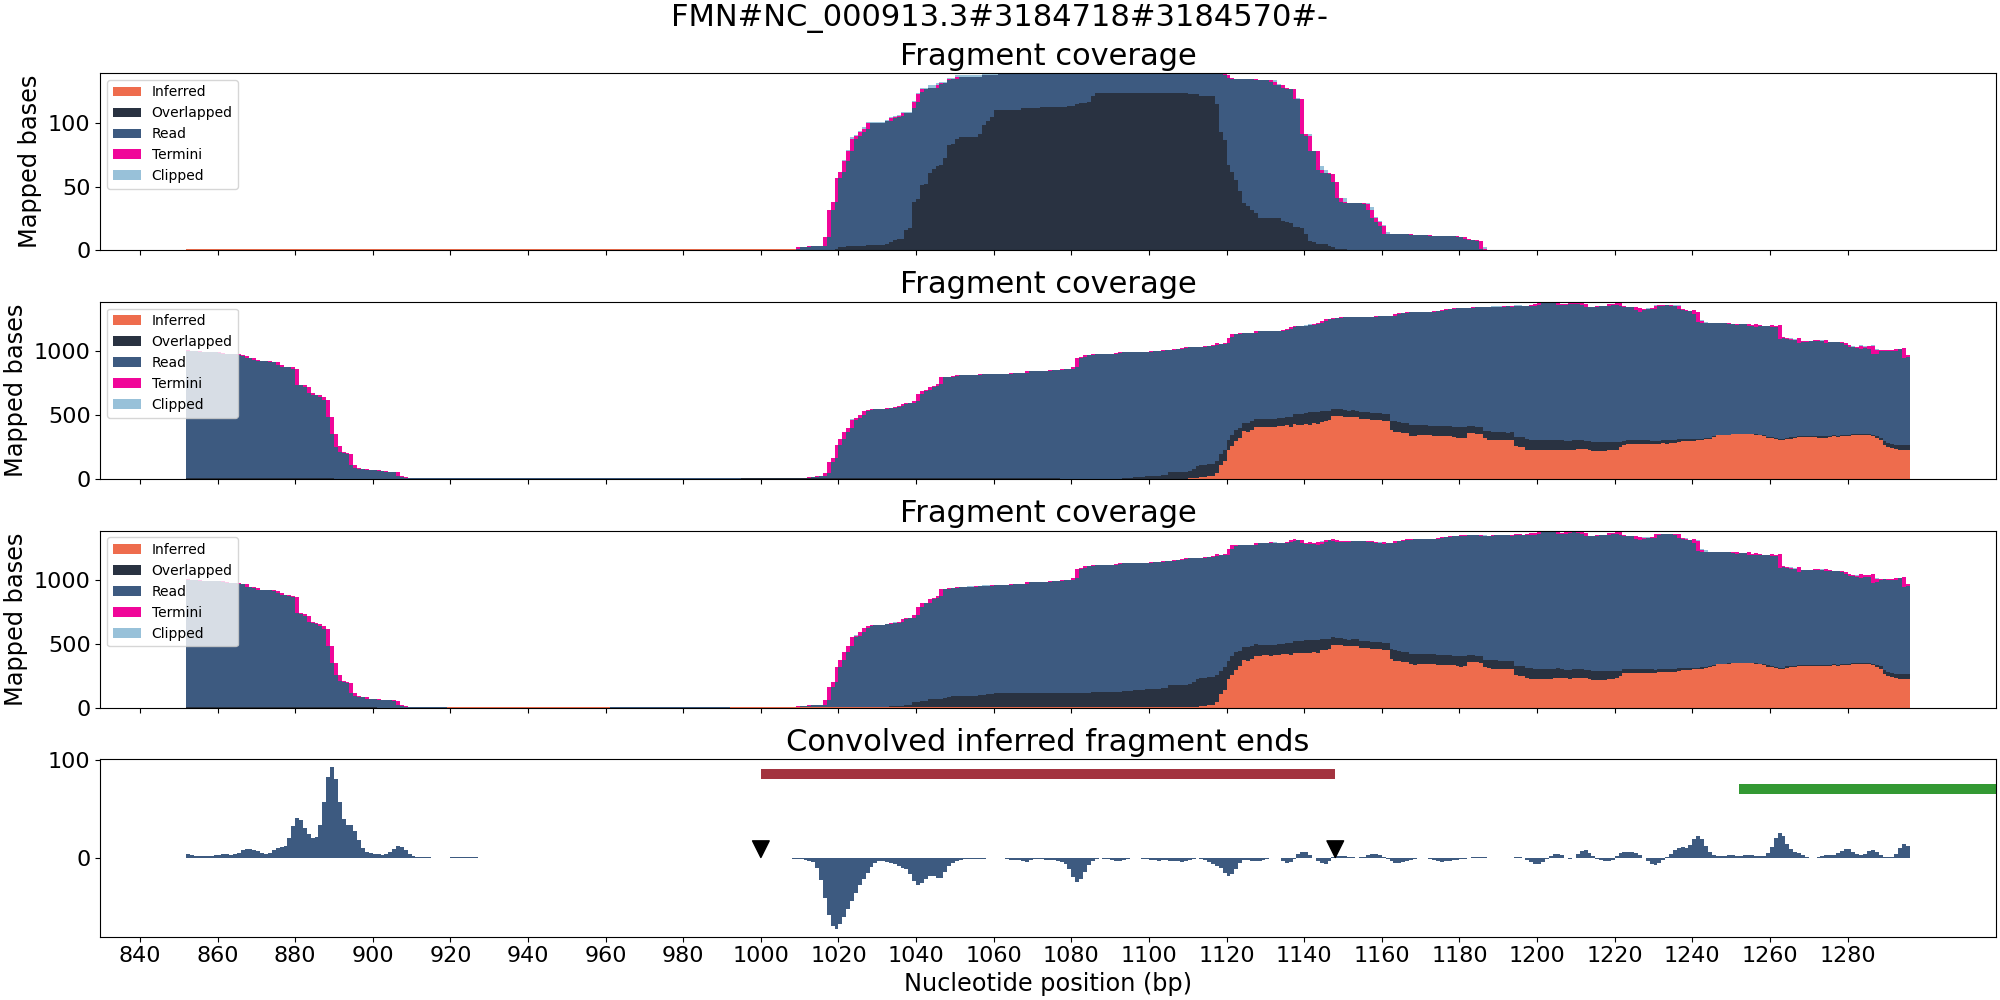 FMN#NC_000913.3#3184718#3184570#-
Fragment coverage
Mapped bases
100
50
0
Inferred
Overlapped
Read
Termini
Clipped
Fragment coverage
Mapped bases
1000
500
0
Inferred
Overlapped
Read
Termini
Clipped
Fragment coverage
Mapped bases
1000
500
0
Inferred
Overlapped
Read
Termini
Clipped
Convolved inferred fragment ends
100
0
840 860 880 900 920 940 960 980 1000 1020 1040 1060 1080 1100 1120 1140 1160 1180 1200 1220 1240 1260 1280
Nucleotide position (bp)